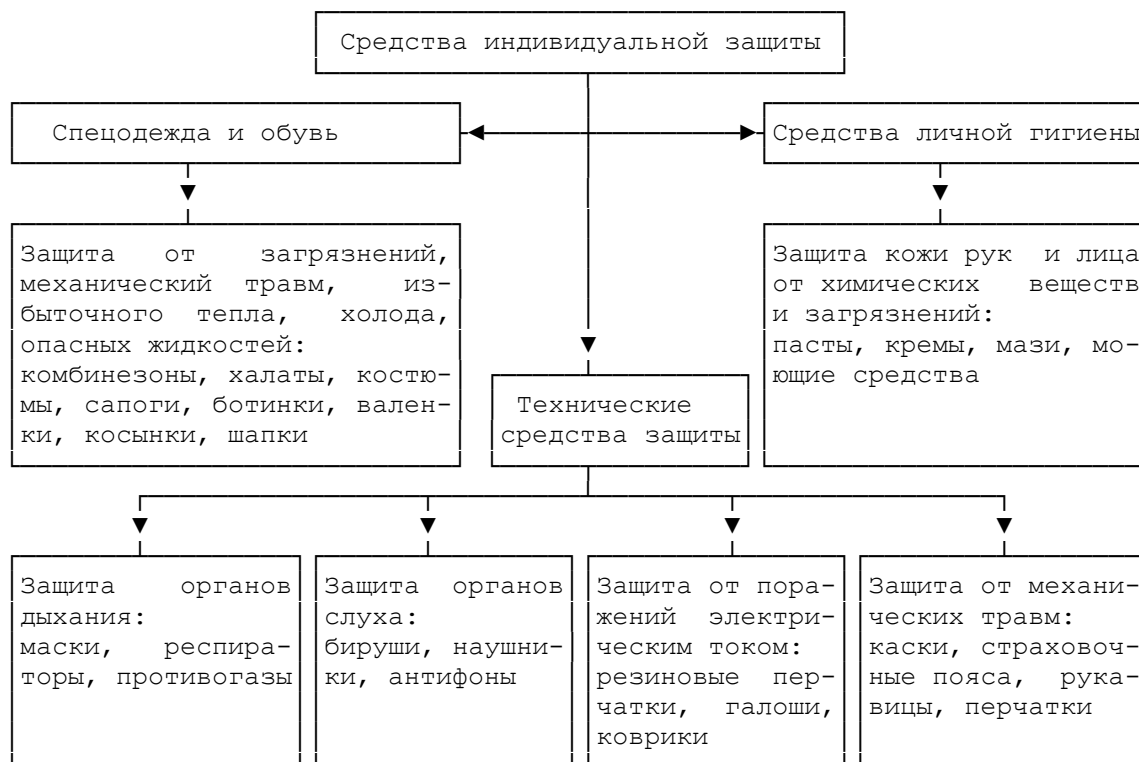 Средства индивидуальной защиты
Спецодежда и обувь
Средства личной гигиены
Защита от загрязнений,
механический травм, из-
быточного тепла, холода,
опасных жидкостей:
комбинезоны, халаты, костю-
мы, сапоги, ботинки, вален-
ки, косынки, шапки
Защита кожи рук и лица
от химических веществ
и загрязнений:
пасты, кремы, мази, мо-
ющие средства
Технические
средства защиты
Защита органов
дыхания:
маски, респира-
торы, противогазы
Защита органов
слуха:
бируши, наушни-
ки, антифоны
Защита от пора-
жений электри-
ческим током:
резиновые пер-
чатки, галоши,
коврики
Защита от механи-
ческих травм:
каски, страховоч-
ные пояса, рука-
вицы, перчатки